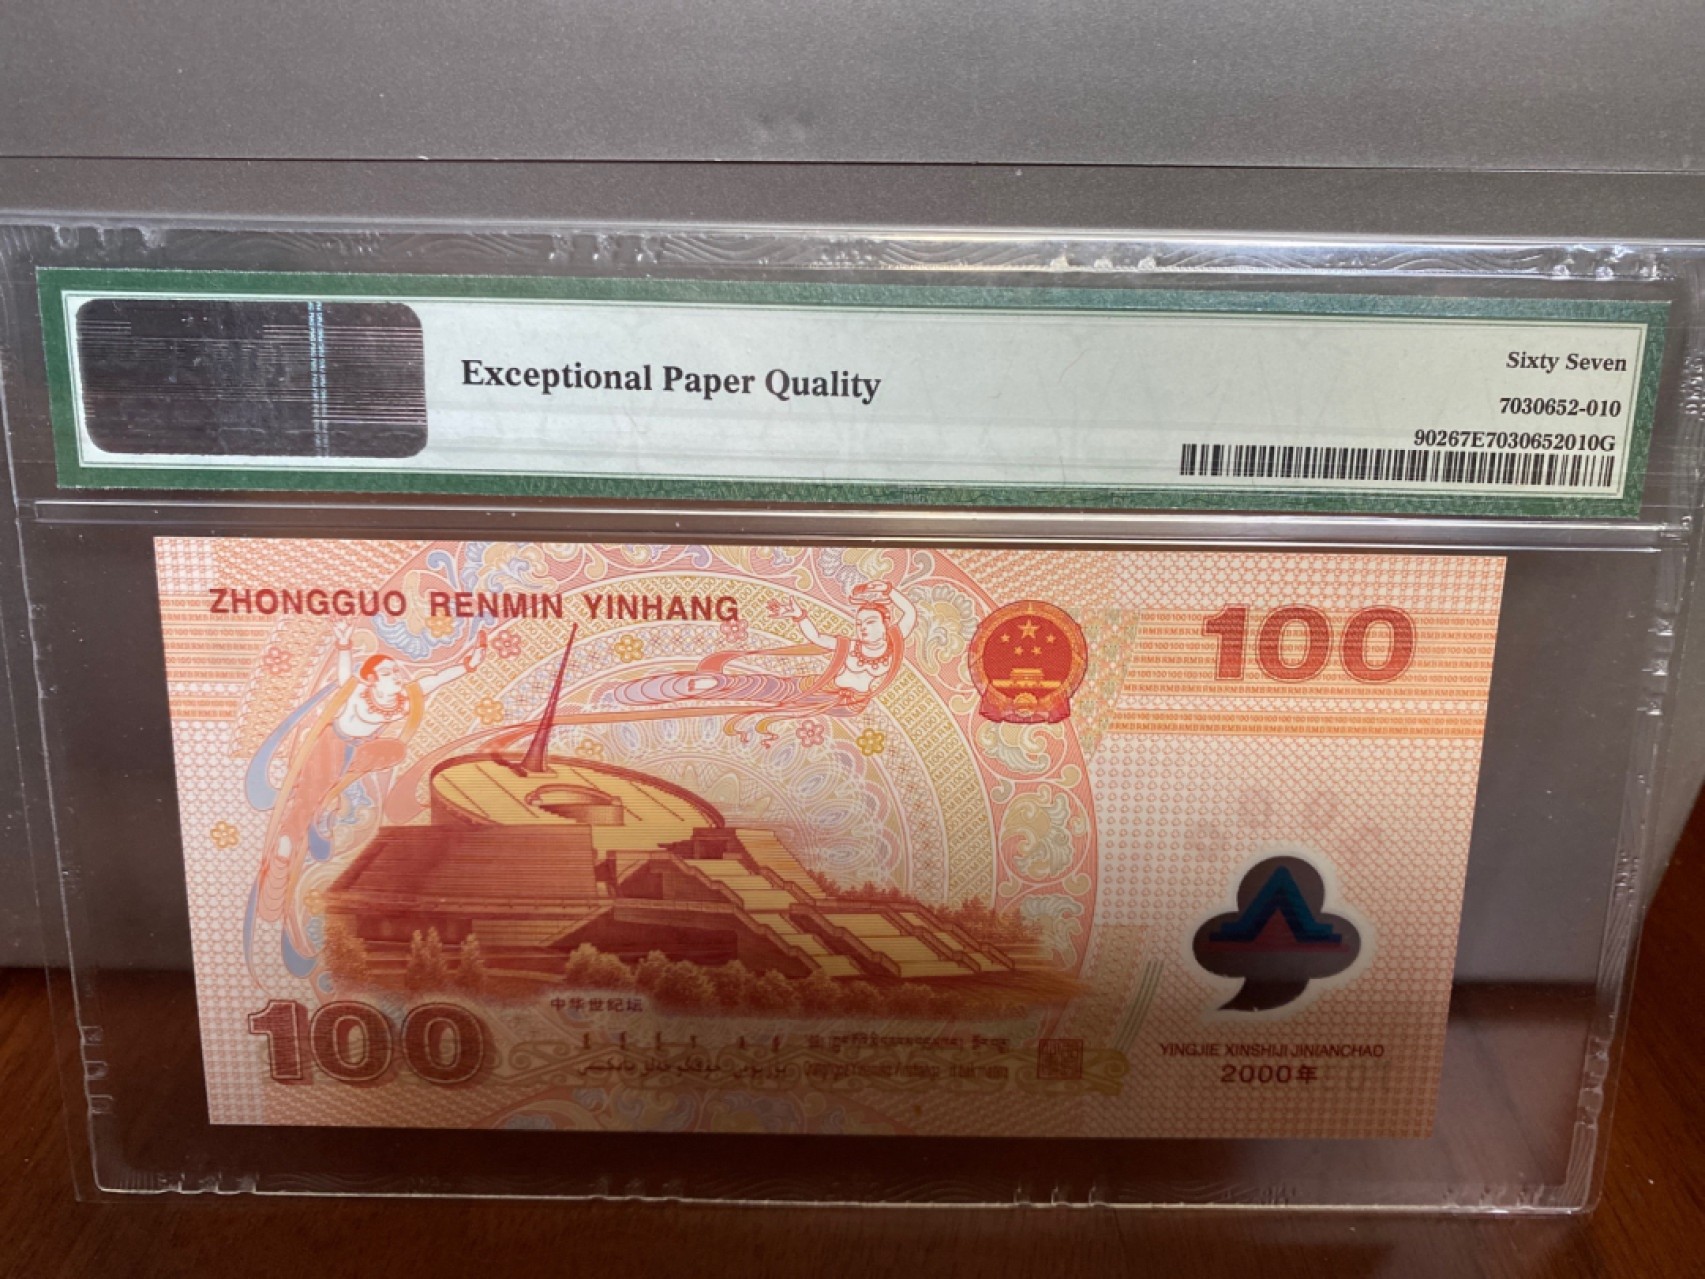 Exceptional Paper Quality
Sixty Seven
7030652-010
90267E7030652010G
ZHONGGUO RENMIN YINHANG
100
中华世纪坛
100
YINGJIE XINSHIJI JINIANCHAO
2000年